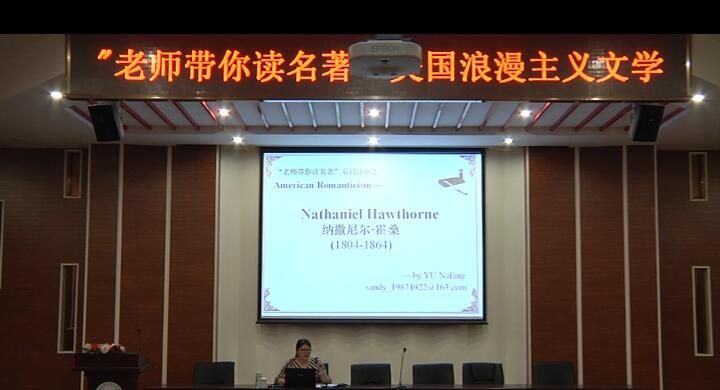 "老师带你读名著 国浪漫主义文学
EPSON
"老师带你读名著"系列讲座之
American Romanticism —
Nathaniel Hawthorne
纳撒尼尔·霍桑
(1804-1864)
— by YU Nafang
sandy_19871022@163.com